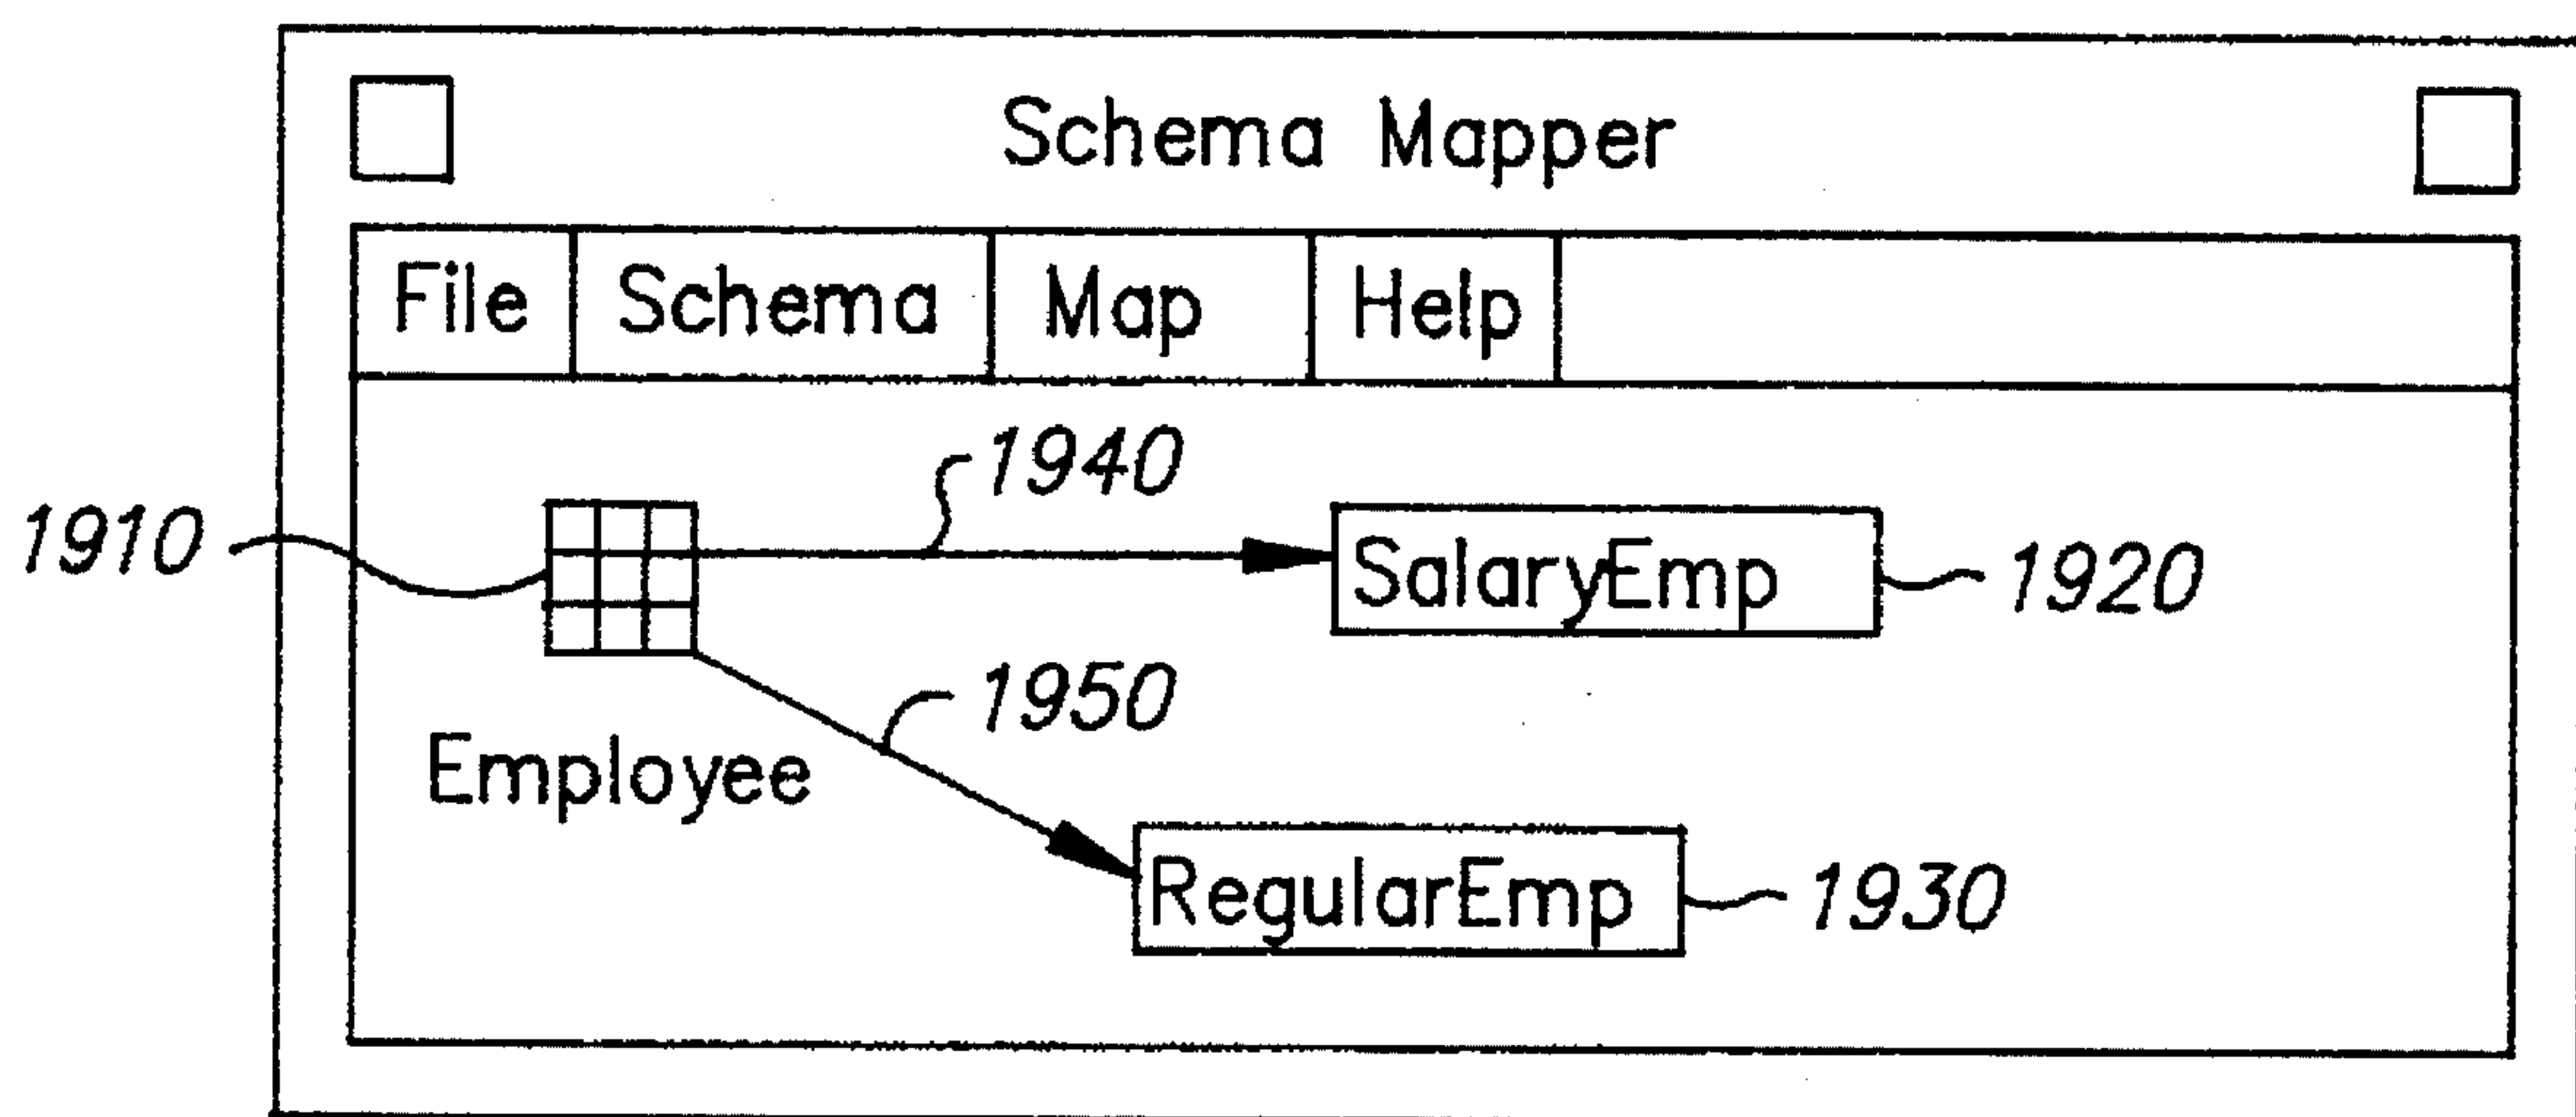 Schema Mapper
File Schema Map Help
1940
1910
SalaryEmp 1920
1950
Employee
RegularEmp 1930